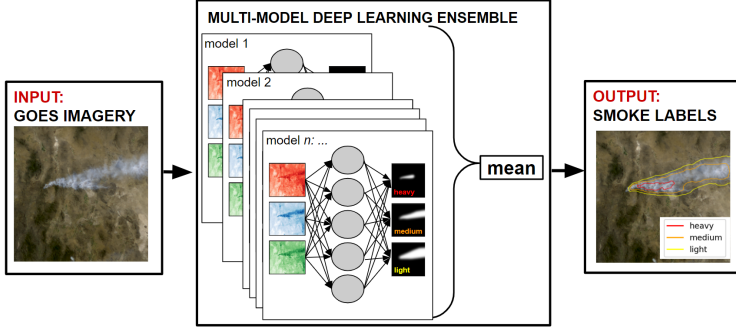 MULTI-MODEL DEEP LEARNING ENSEMBLE
model 1
model 2
model n: ...
heavy
medium
light
INPUT:
GOES IMAGERY
mean
OUTPUT:
SMOKE LABELS
heavy
medium
light